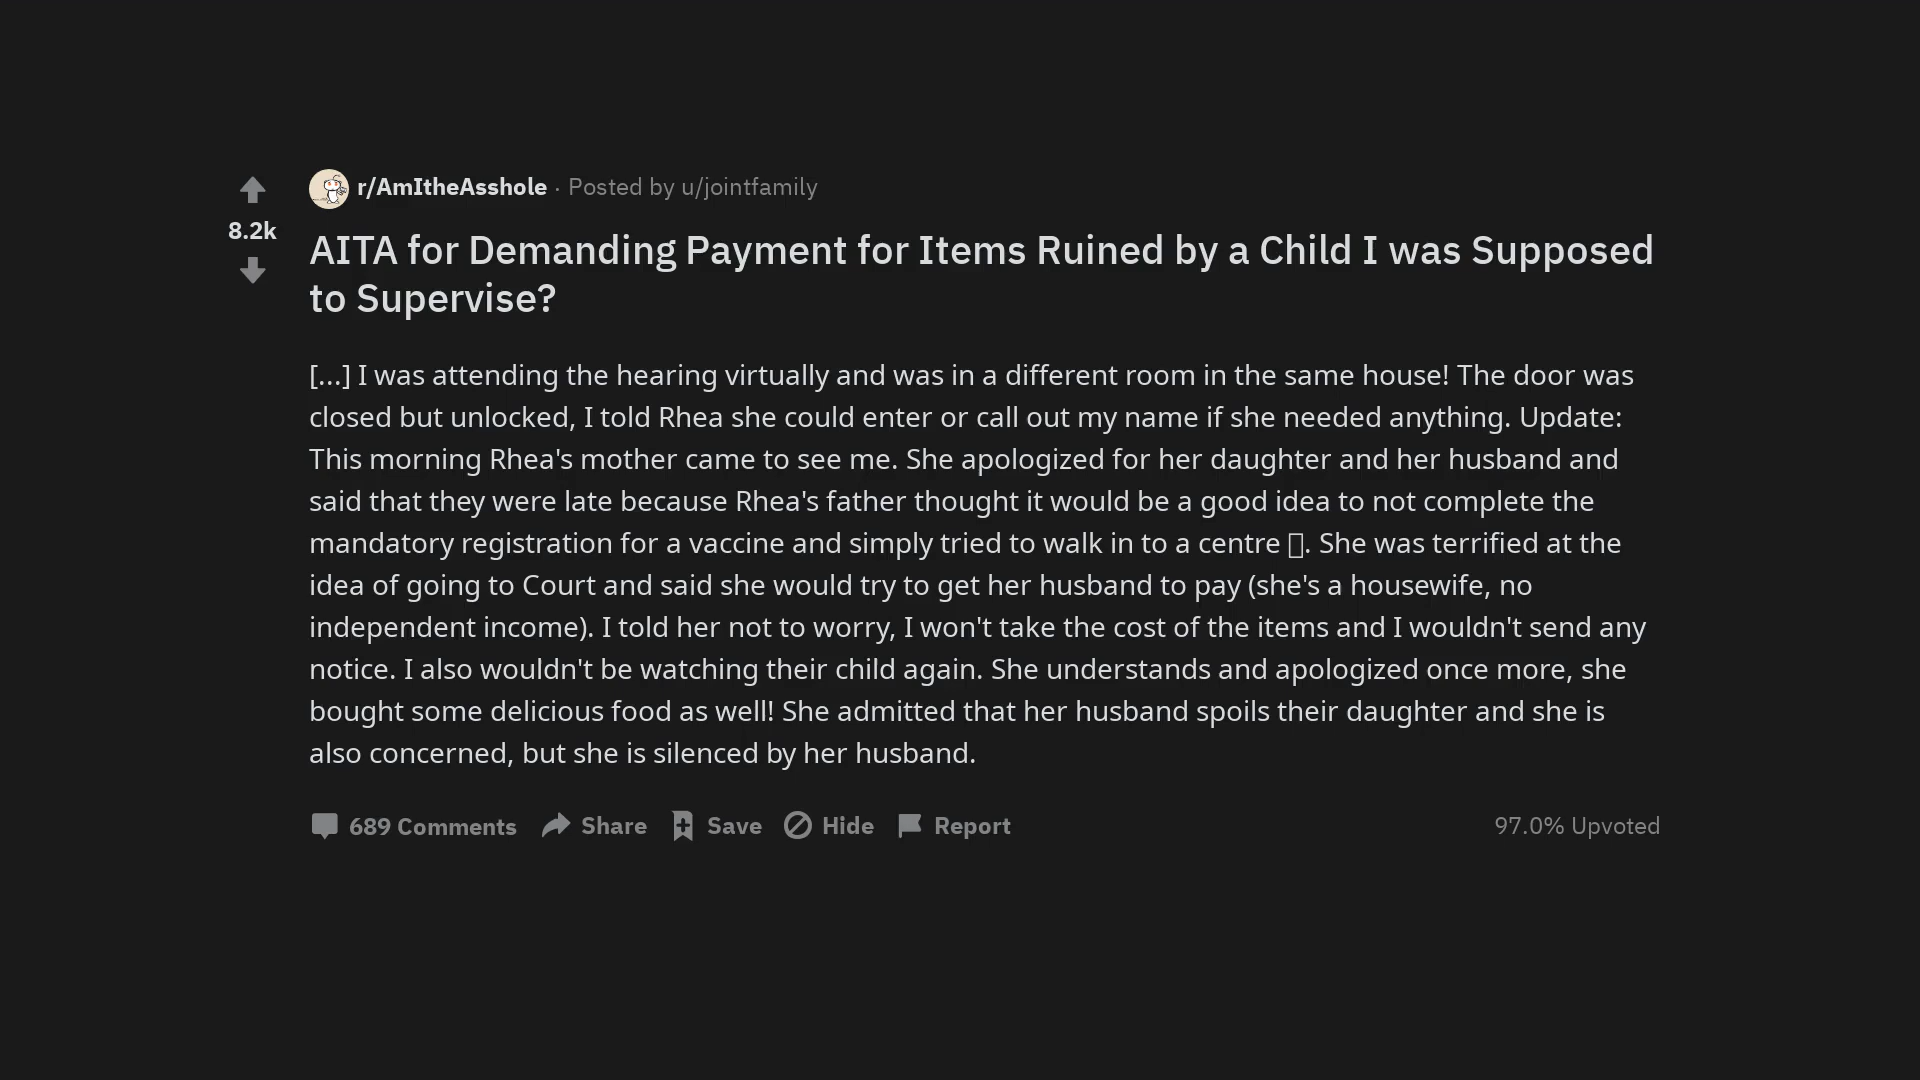 r/AmItheAsshole · Posted by u/jointfamily
8.2k
AITA for Demanding Payment for Items Ruined by a Child I was Supposed
to Supervise?
[...] I was attending the hearing virtually and was in a different room in the same house! The door was
closed but unlocked, I told Rhea she could enter or call out my name if she needed anything. Update:
This morning Rhea's mother came to see me. She apologized for her daughter and her husband and
said that they were late because Rhea's father thought it would be a good idea to not complete the
mandatory registration for a vaccine and simply tried to walk in to a centre ▯. She was terrified at the
idea of going to Court and said she would try to get her husband to pay (she's a housewife, no
independent income). I told her not to worry, I won't take the cost of the items and I wouldn't send any
notice. I also wouldn't be watching their child again. She understands and apologized once more, she
bought some delicious food as well! She admitted that her husband spoils their daughter and she is
also concerned, but she is silenced by her husband.
689 Comments Share Save Hide Report 97.0% Upvoted